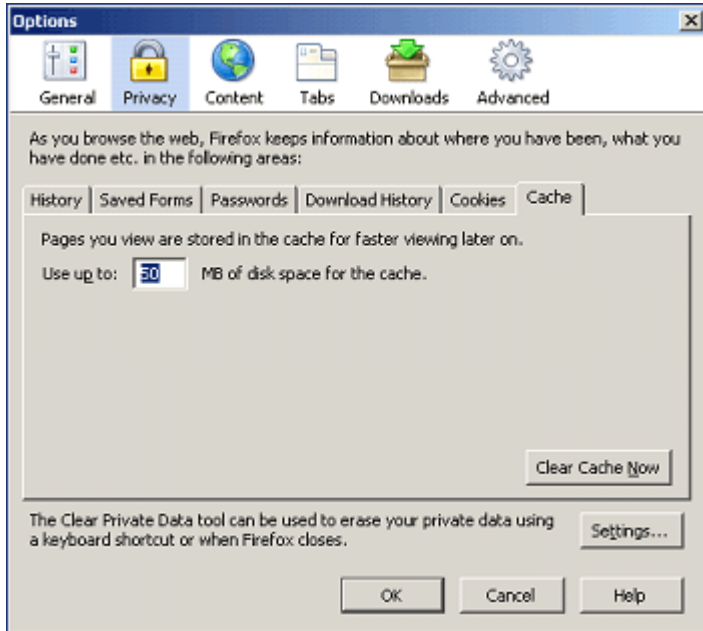 Options
General Privacy Content Tabs Downloads Advanced
As you browse the web, Firefox keeps information about where you have been, what you
have done etc. in the following areas:
History Saved Forms Passwords Download History Cookies Cache
Pages you view are stored in the cache for faster viewing later on.
Use up to: 50 MB of disk space for the cache.
Clear Cache Now
The Clear Private Data tool can be used to erase your private data using
a keyboard shortcut or when Firefox closes.
Settings...
OK Cancel Help